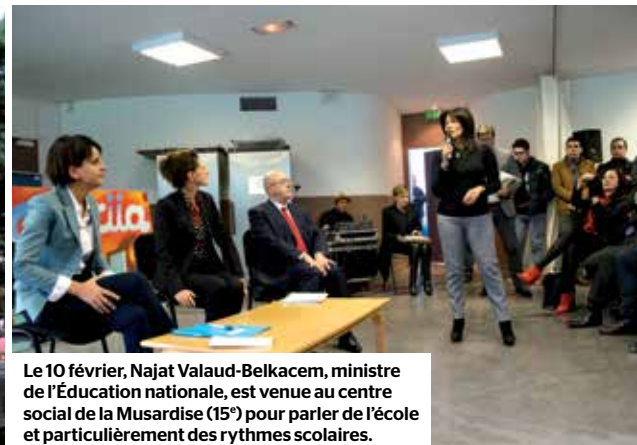 Le 10 février, Najat Valaud-Belkacem, ministre
de l'Éducation nationale, est venue au centre
social de la Musardise (15ᵉ) pour parler de l'école
et particulièrement des rythmes scolaires.